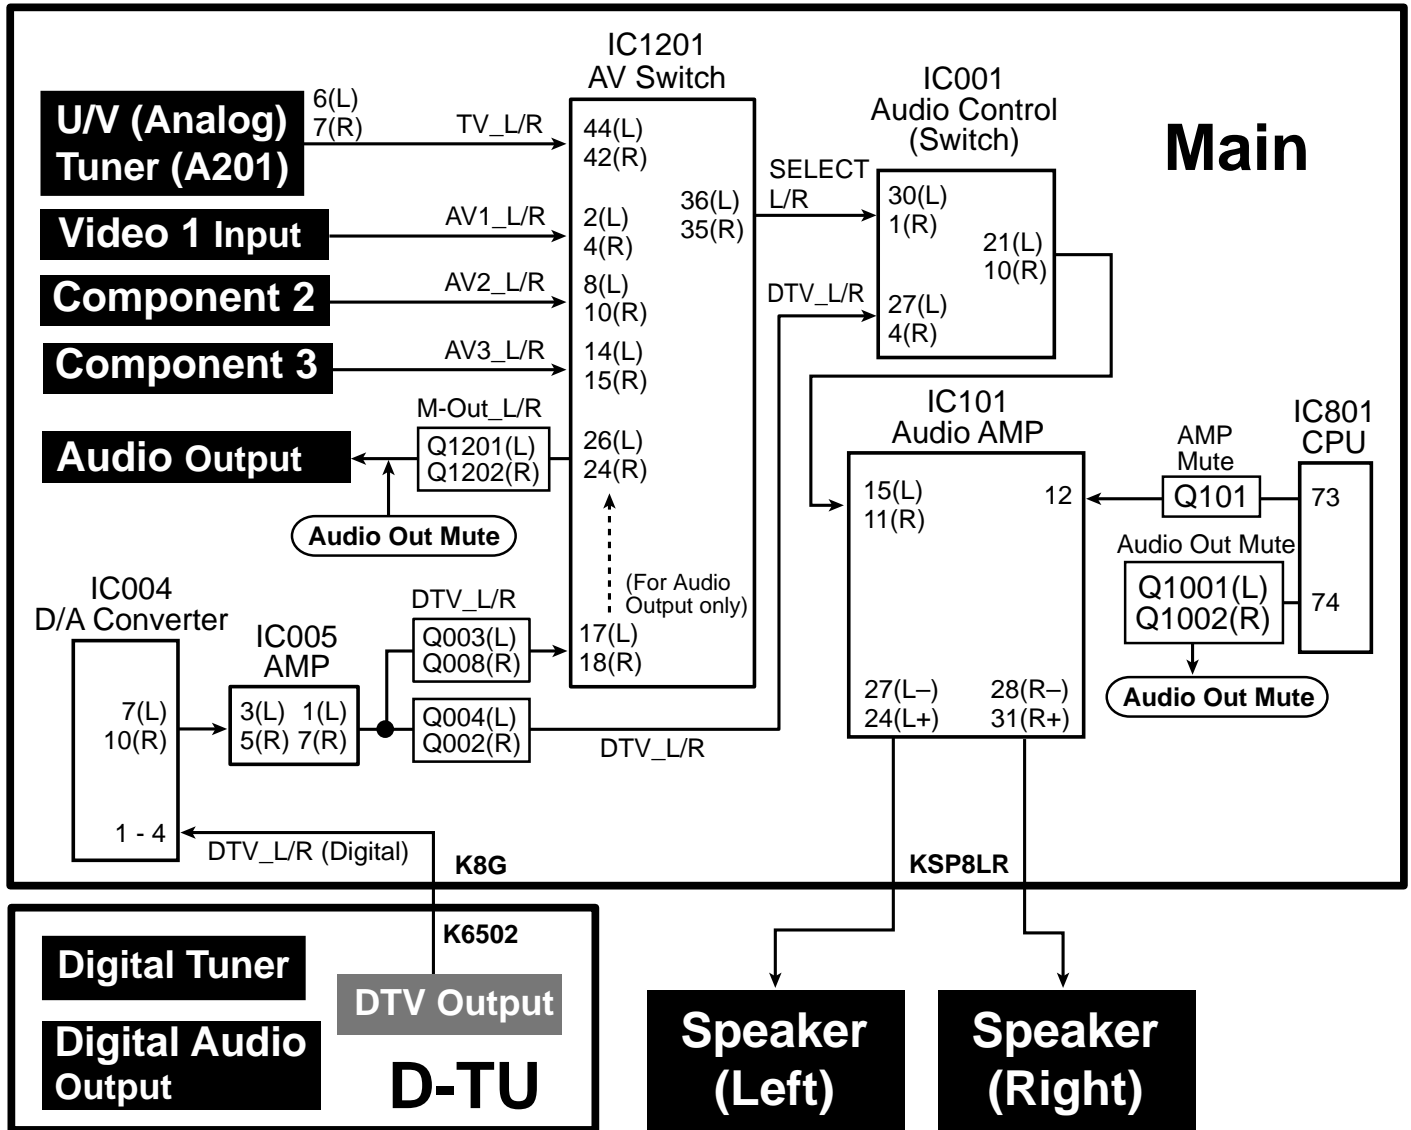 IC1201
AV Switch
IC001
Audio Control
(Switch)
Main
U/V (Analog)
Tuner (A201)
6(L)
7(R)
TV_L/R
44(L)
42(R)
SELECT
L/R
36(L)
35(R)
30(L)
1(R)
21(L)
10(R)
Video 1 Input
AV1_L/R
2(L)
4(R)
Component 2
AV2_L/R
8(L)
10(R)
DTV_L/R
27(L)
4(R)
Component 3
AV3_L/R
14(L)
15(R)
M-Out_L/R
Audio Output
Q1201(L)
Q1202(R)
26(L)
24(R)
Audio Out Mute
IC101
Audio AMP
AMP
Mute
IC801
CPU
15(L)
11(R)
12
Q101
73
Audio Out Mute
Q1001(L)
Q1002(R)
74
Audio Out Mute
(For Audio
Output only)
IC004
D/A Converter
IC005
AMP
DTV_L/R
Q003(L)
Q008(R)
17(L)
18(R)
7(L)
10(R)
3(L) 1(L)
5(R) 7(R)
Q004(L)
Q002(R)
DTV_L/R
27(L–)
24(L+)
28(R–)
31(R+)
1 - 4
DTV_L/R (Digital)
K8G
KSP8LR
K6502
Digital Tuner
DTV Output
Digital Audio
Output
D-TU
Speaker
(Left)
Speaker
(Right)